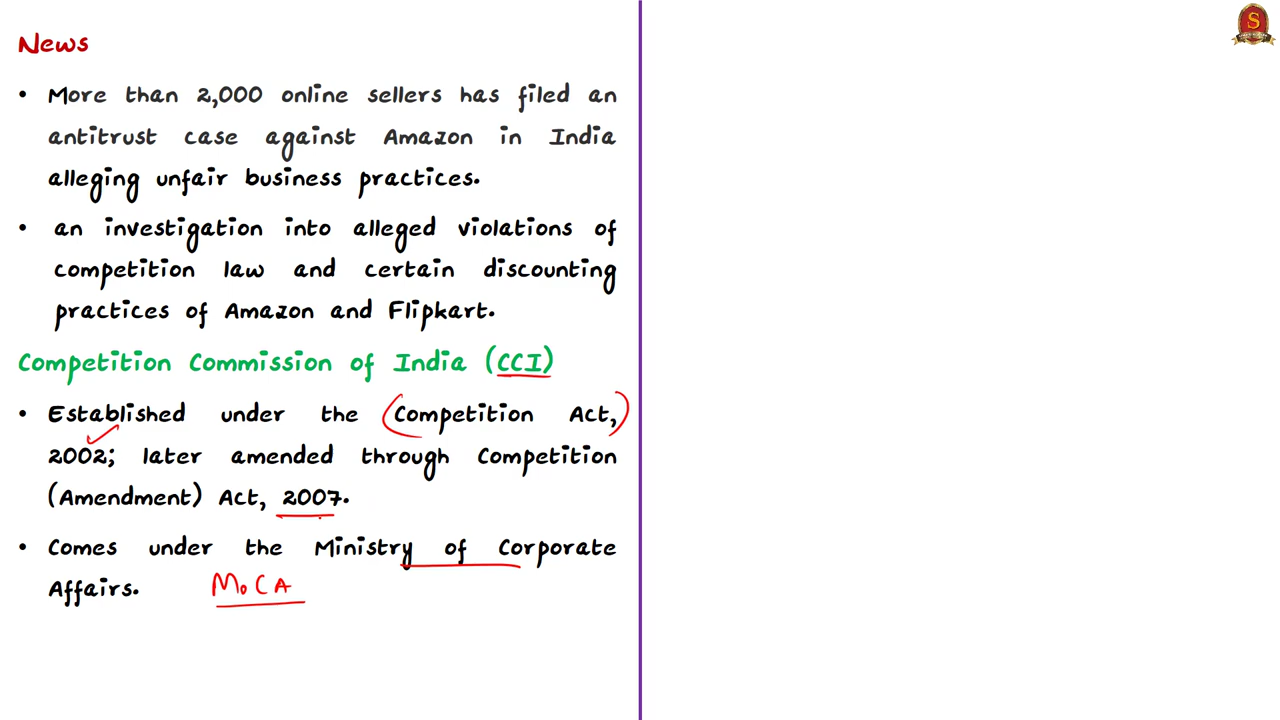 News
• More than 2,000 online sellers has filed an
antitrust case against Amazon in India
alleging unfair business practices.
• an investigation into alleged violations of
competition law and certain discounting
practices of Amazon and Flipkart.
Competition Commission of India (CCI)
• Established under the (Competition Act,)
2002; later amended through Competition
(Amendment) Act, 2007.
• Comes under the Ministry of Corporate
Affairs. MoCA
S